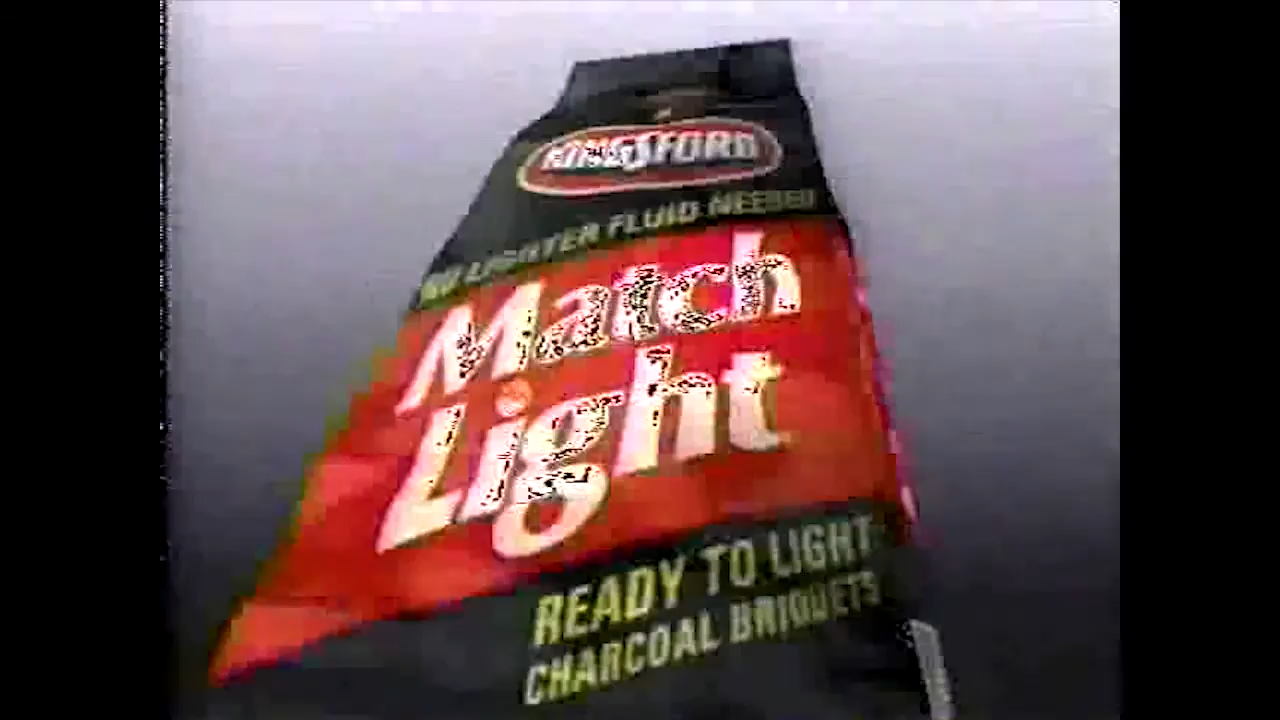 KINGSFORD
NO LIGHTER FLUID NEEDED
Match
Light
READY TO LIGHT
CHARCOAL BRIQUETS